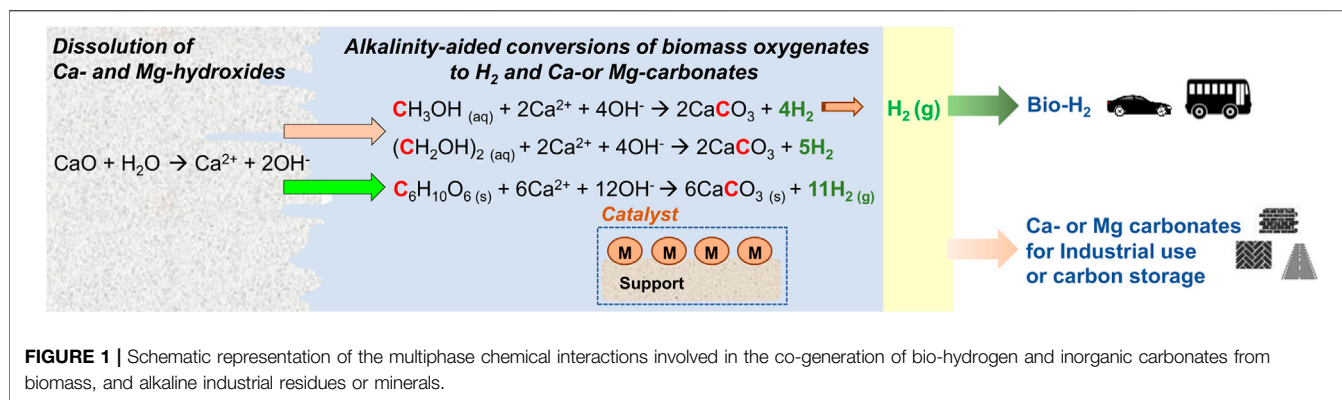 Dissolution of
Ca- and Mg-hydroxides
CaO + H₂O → Ca²⁺ + 2OH⁻
Alkalinity-aided conversions of biomass oxygenates
to H₂ and Ca-or Mg-carbonates
CH₃OH (aq) + 2Ca²⁺ + 4OH⁻ → 2CaCO₃ + 4H₂
(CH₂OH)₂ (aq) + 2Ca²⁺ + 4OH⁻ → 2CaCO₃ + 5H₂
C₆H₁₀O₆ (s) + 6Ca²⁺ + 12OH⁻ → 6CaCO₃ (s) + 11H₂ (g)
Catalyst
M M M M
Support
H₂ (g)
Bio-H₂
Ca- or Mg carbonates
for Industrial use
or carbon storage
FIGURE 1 | Schematic representation of the multiphase chemical interactions involved in the co-generation of bio-hydrogen and inorganic carbonates from
biomass, and alkaline industrial residues or minerals.